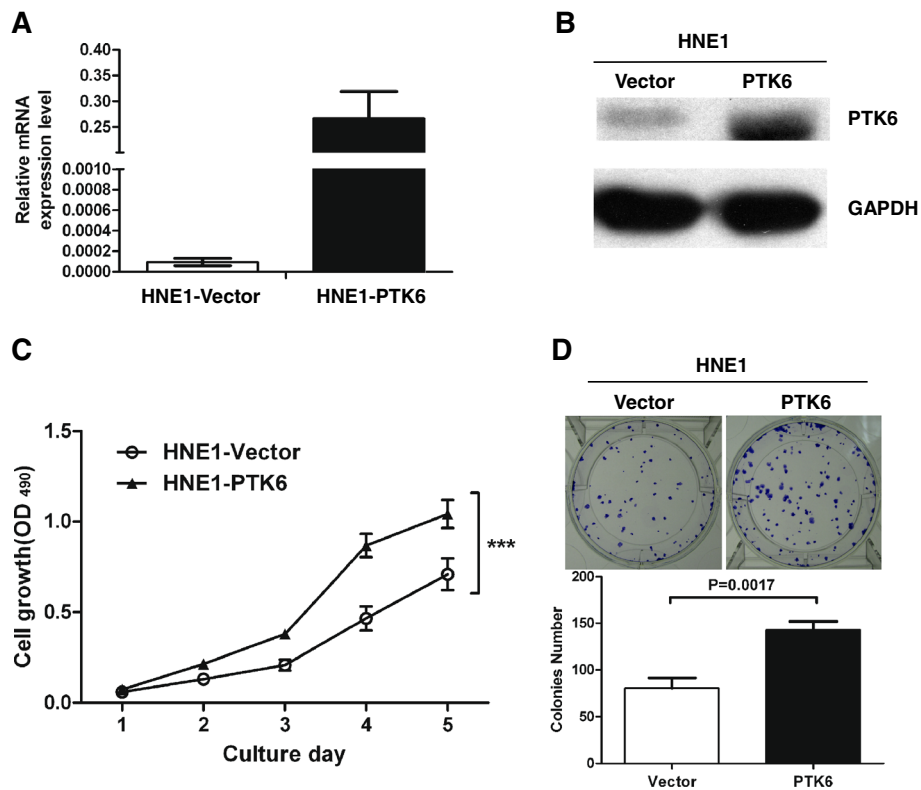 A
Relative mRNA
expression level
0.40
0.35
0.30
0.25
0.0010
0.0008
0.0006
0.0004
0.0002
0.0000
HNE1-Vector
HNE1-PTK6
B
HNE1
Vector
PTK6
PTK6
GAPDH
C
Cell growth(OD 490)
1.5
1.0
0.5
0.0
HNE1-Vector
HNE1-PTK6
***
1
2
3
4
5
Culture day
D
HNE1
Vector
PTK6
Colonies Number
200
150
100
50
0
P=0.0017
Vector
PTK6